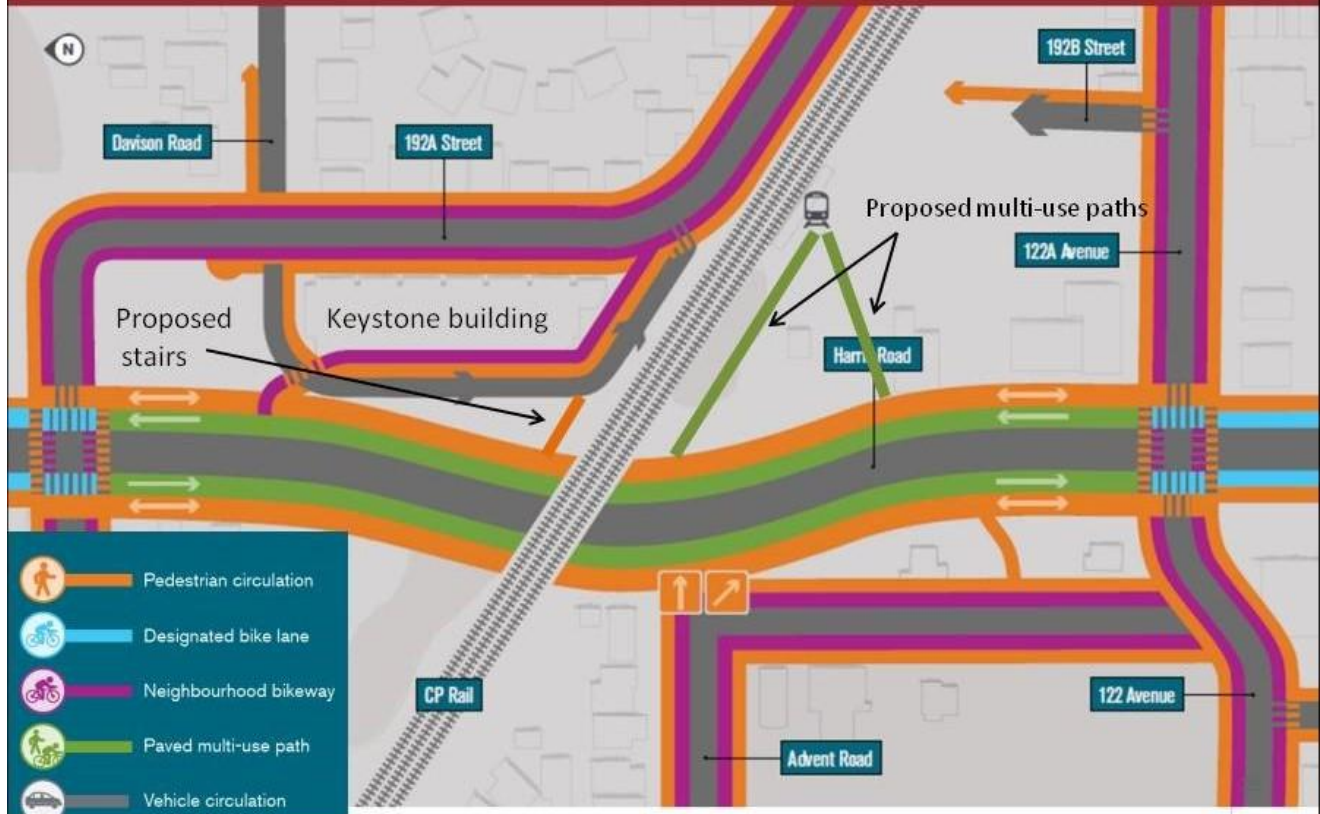 N
192B Street
Davison Road
192A Street
Proposed multi-use paths
122A Avenue
Proposed
stairs
Keystone building
Harris Road
Pedestrian circulation
Designated bike lane
Neighbourhood bikeway
Paved multi-use path
Vehicle circulation
CP Rail
122 Avenue
Advent Road